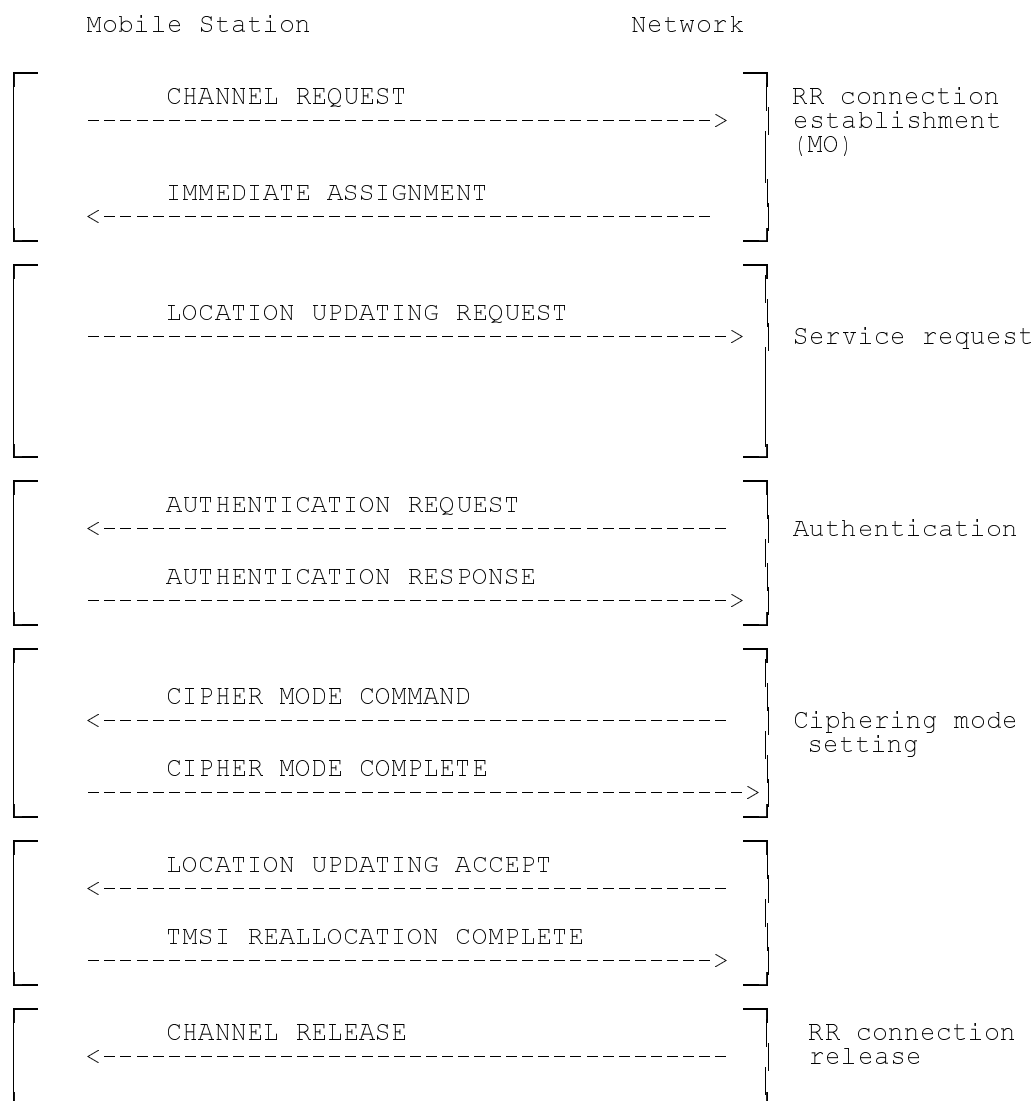 Mobile Station Network
CHANNEL REQUEST RR connection
-----------------------------------------> establishment
(MO)
IMMEDIATE ASSIGNMENT
<---------------------------------------
LOCATION UPDATING REQUEST
-----------------------------------------> Service request
AUTHENTICATION REQUEST
<---------------------------------------- Authentication
AUTHENTICATION RESPONSE
---------------------------------------->
CIPHER MODE COMMAND
<---------------------------------------- Ciphering mode
setting
CIPHER MODE COMPLETE
----------------------------------------->
LOCATION UPDATING ACCEPT
<----------------------------------------
TMSI REALLOCATION COMPLETE
--------------------------------------->
CHANNEL RELEASE RR connection
<---------------------------------------- release